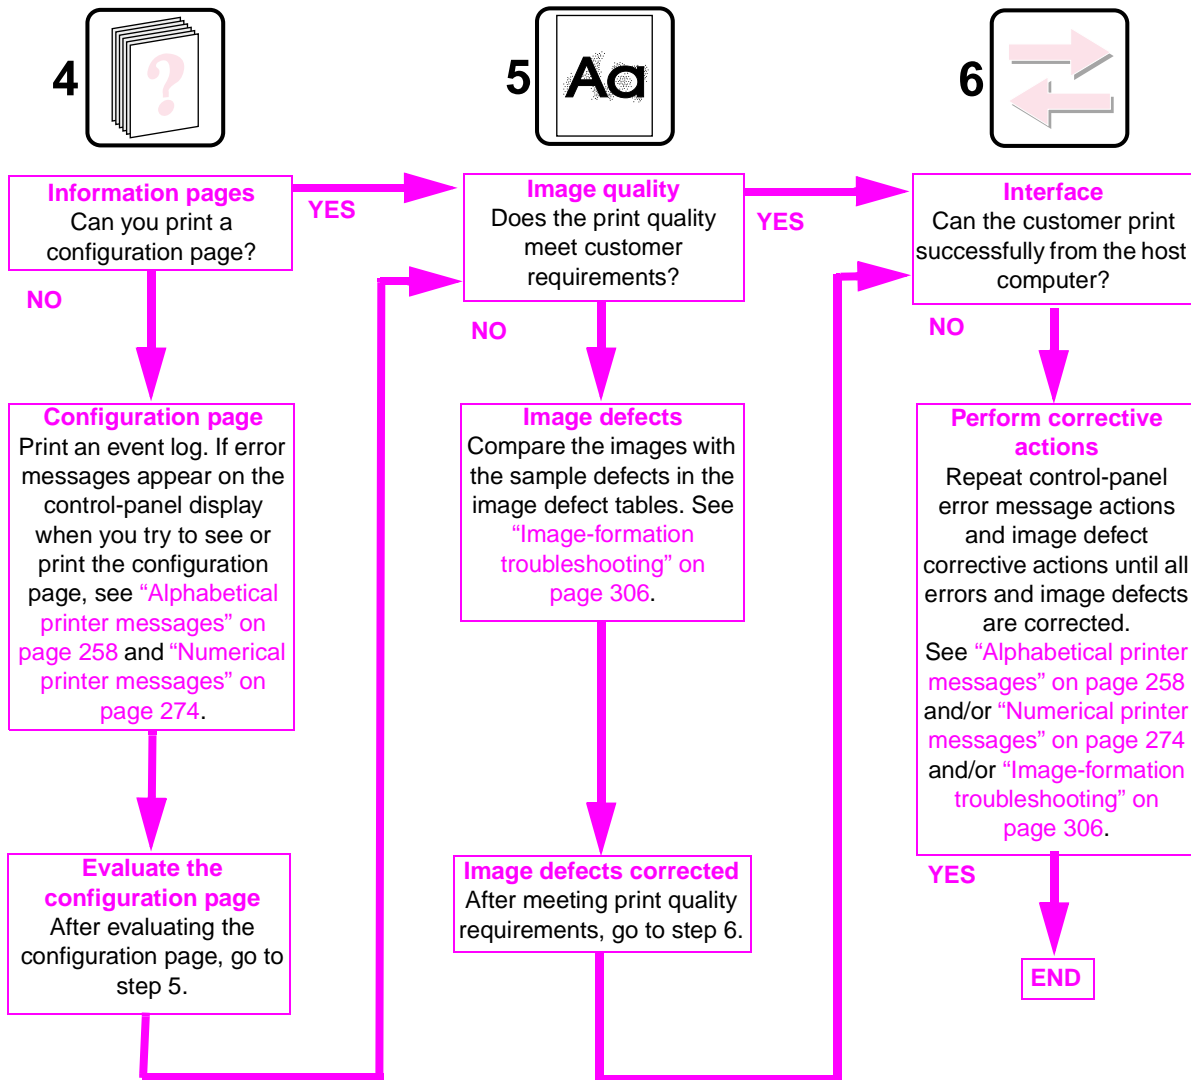 4
?
Information pages
Can you print a
configuration page?
YES
NO
Configuration page
Print an event log. If error
messages appear on the
control-panel display
when you try to see or
print the configuration
page, see “Alphabetical
printer messages” on
page 258 and “Numerical
printer messages” on
page 274.
Evaluate the
configuration page
After evaluating the
configuration page, go to
step 5.
5
Aa
Image quality
Does the print quality
meet customer
requirements?
YES
NO
Image defects
Compare the images with
the sample defects in the
image defect tables. See
“Image-formation
troubleshooting” on
page 306.
Image defects corrected
After meeting print quality
requirements, go to step 6.
6
Interface
Can the customer print
successfully from the host
computer?
NO
Perform corrective
actions
Repeat control-panel
error message actions
and image defect
corrective actions until all
errors and image defects
are corrected.
See “Alphabetical printer
messages” on page 258
and/or “Numerical printer
messages” on page 274
and/or “Image-formation
troubleshooting” on
page 306.
YES
END